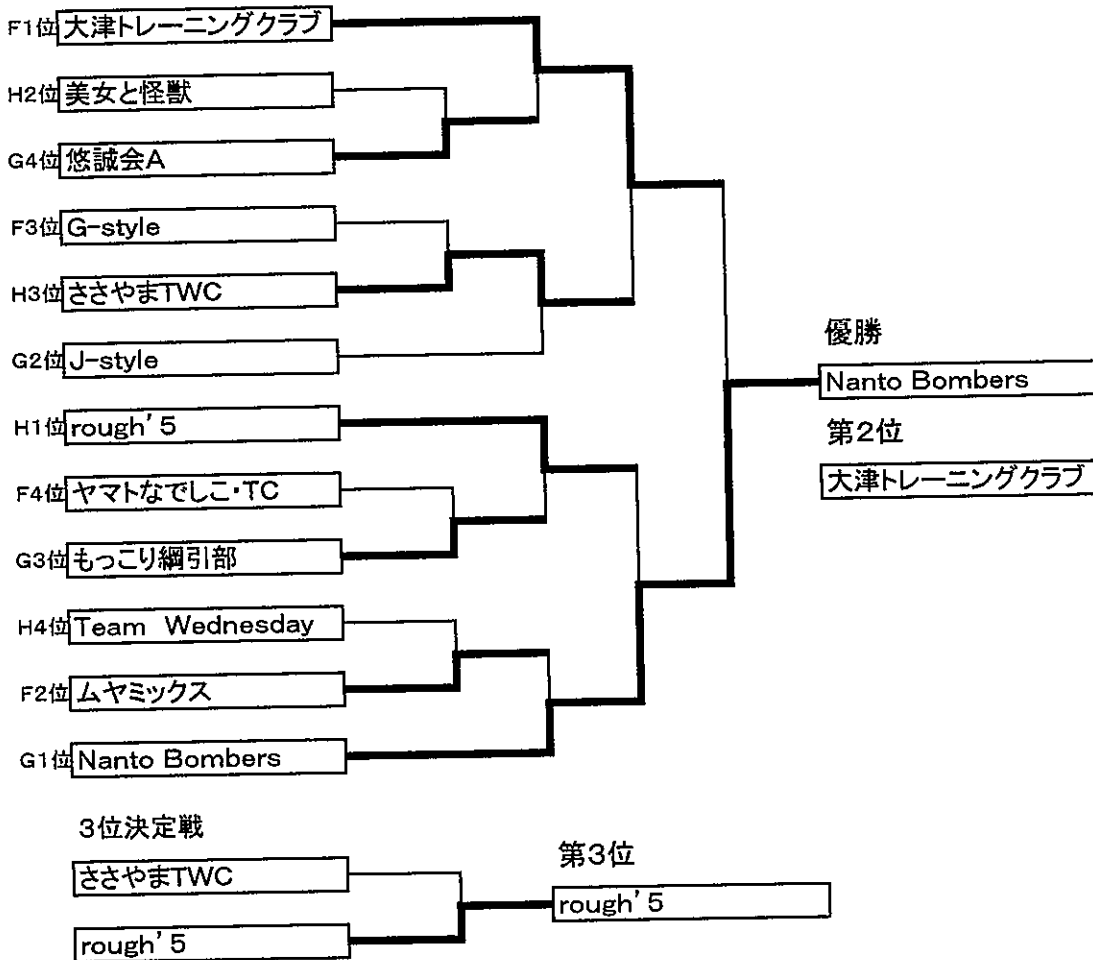 F1位 大津トレーニングクラブ
H2位 美女と怪獣
G4位 悠誠会A
F3位 G-style
H3位 ささやまTWC
G2位 J-style
H1位 rough'5
F4位 ヤマトなでしこ・TC
G3位 もっこり綱引部
H4位 Team Wednesday
F2位 ムヤミックス
G1位 Nanto Bombers
優勝
Nanto Bombers
第2位
大津トレーニングクラブ
3位決定戦
ささやまTWC
rough'5
第3位
rough'5